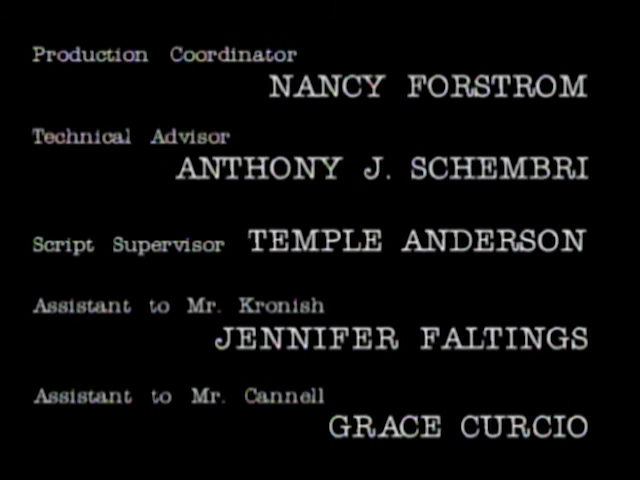 Production Coordinator
NANCY FORSTROM
Technical Advisor
ANTHONY J. SCHEMBRI
Script Supervisor TEMPLE ANDERSON
Assistant to Mr. Kronish
JENNIFER FALTINGS
Assistant to Mr. Cannell
GRACE CURCIO